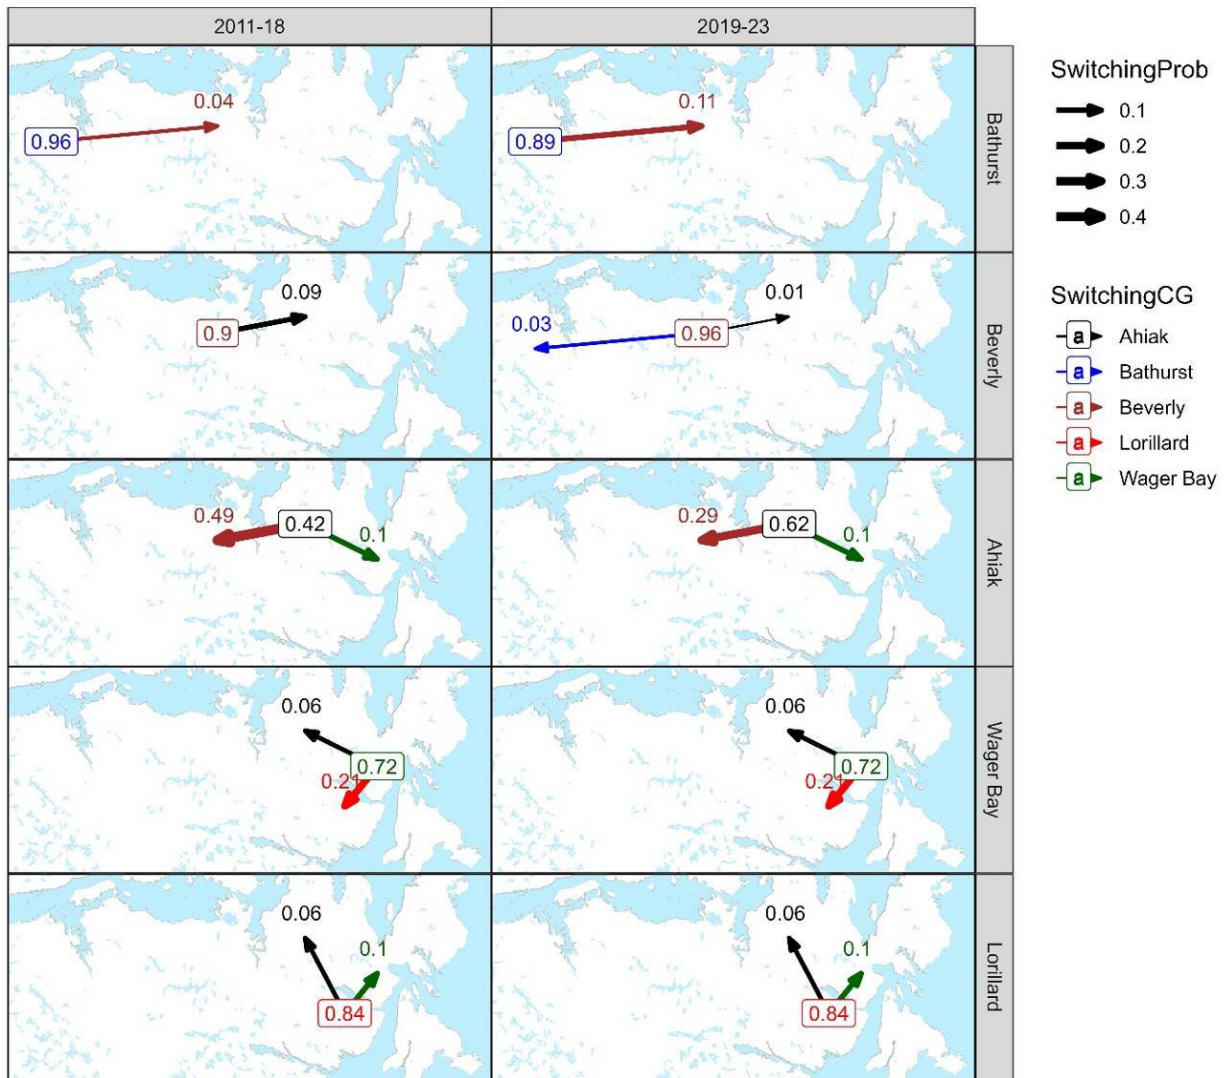 2011-18
2019-23
0.04
0.96
0.11
0.89
Bathurst
0.09
0.9
0.01
0.03
0.96
Beverly
0.49
0.42
0.1
0.29
0.62
0.1
Ahiak
0.06
0.72
0.21
0.06
0.72
0.21
Wager Bay
0.06
0.1
0.84
0.06
0.1
0.84
Lorillard
SwitchingProb
0.1
0.2
0.3
0.4
SwitchingCG
a Ahiak
a Bathurst
a Beverly
a Lorillard
a Wager Bay